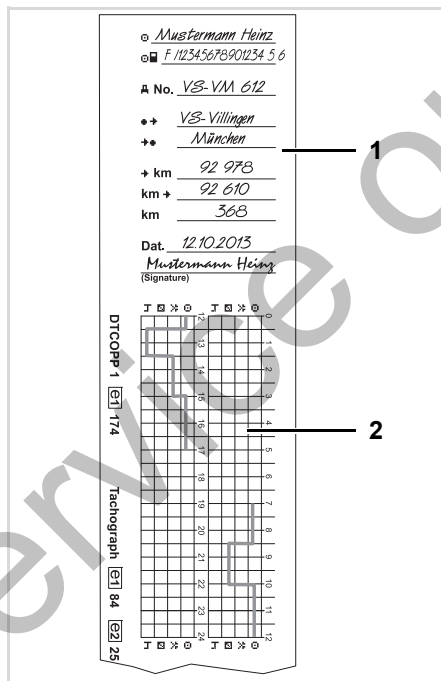 Mustermann Heinz
F /12345678901234 5 6
No. VS-VM 612
VS-Villingen
München
km 92 978
km 92 610
km 368
Dat. 12.10.2013
Mustermann Heinz
(Signature)
1
2
12 13 14 15 16 17 18 19 20 21 22 23 24
0 1 2 3 4 5 6 7 8 9 10 11 12
DTCOPP 1 e1 174 Tachograph e1 84 e2 25
ervice o